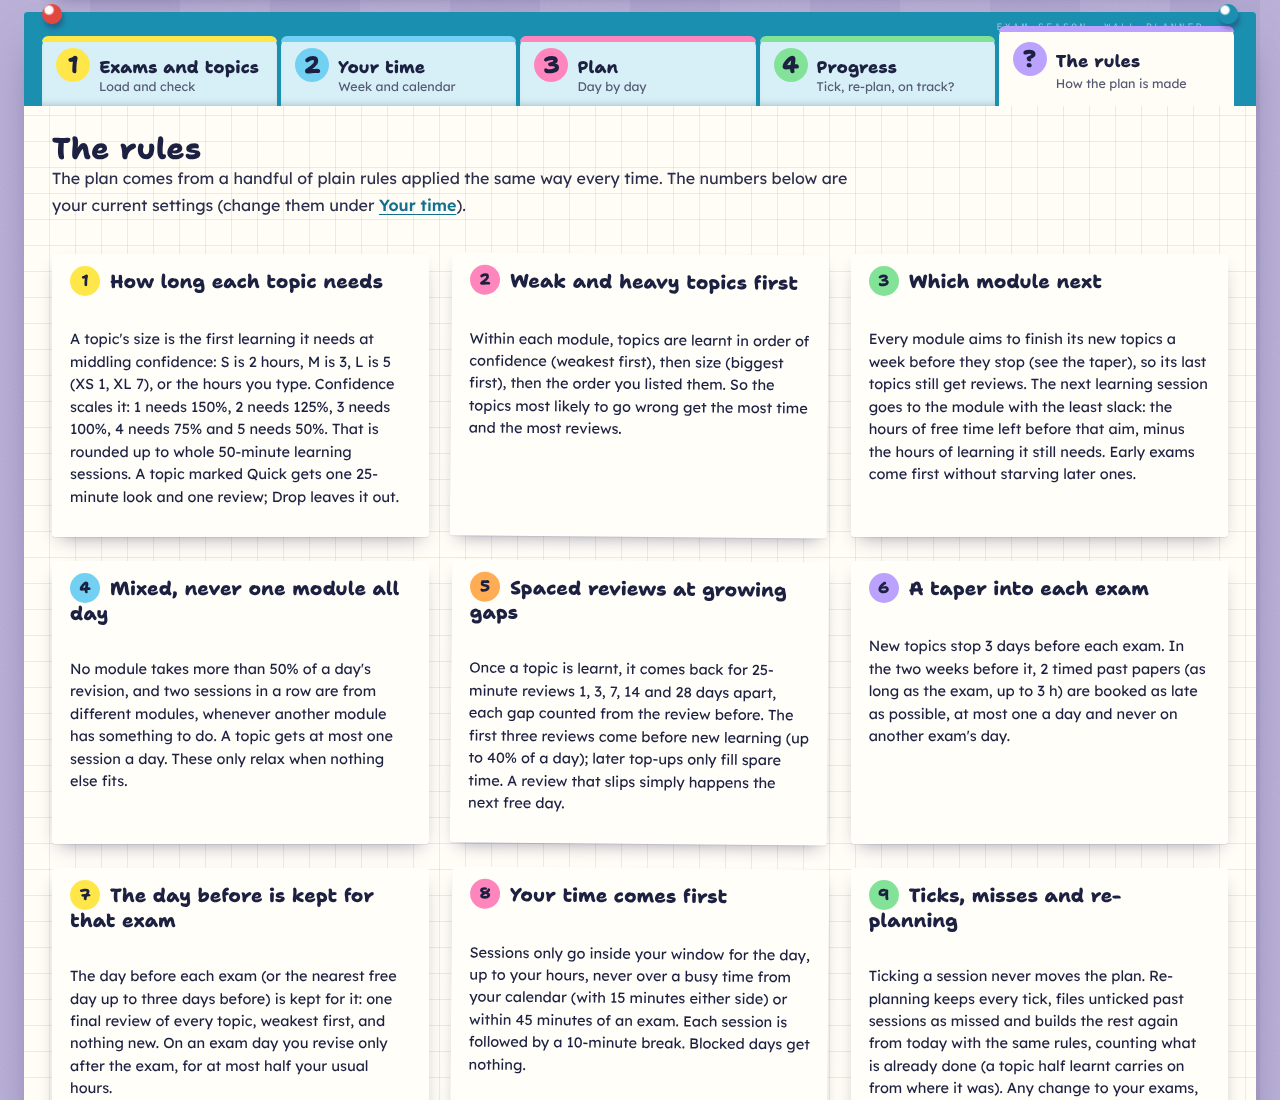 EXAM SEASON WALL PLANNER
1 Exams and topics
Load and check
2 Your time
Week and calendar
3 Plan
Day by day
4 Progress
Tick, re-plan, on track?
? The rules
How the plan is made
The rules
The plan comes from a handful of plain rules applied the same way every time. The numbers below are
your current settings (change them under Your time).
1 How long each topic needs
A topic's size is the first learning it needs at
middling confidence: S is 2 hours, M is 3, L is 5
(XS 1, XL 7), or the hours you type. Confidence
scales it: 1 needs 150%, 2 needs 125%, 3 needs
100%, 4 needs 75% and 5 needs 50%. That is
rounded up to whole 50-minute learning
sessions. A topic marked Quick gets one 25-
minute look and one review; Drop leaves it out.
2 Weak and heavy topics first
Within each module, topics are learnt in order of
confidence (weakest first), then size (biggest
first), then the order you listed them. So the
topics most likely to go wrong get the most time
and the most reviews.
3 Which module next
Every module aims to finish its new topics a
week before they stop (see the taper), so its last
topics still get reviews. The next learning session
goes to the module with the least slack: the
hours of free time left before that aim, minus
the hours of learning it still needs. Early exams
come first without starving later ones.
4 Mixed, never one module all
day
No module takes more than 50% of a day's
revision, and two sessions in a row are from
different modules, whenever another module
has something to do. A topic gets at most one
session a day. These only relax when nothing
else fits.
5 Spaced reviews at growing
gaps
Once a topic is learnt, it comes back for 25-
minute reviews 1, 3, 7, 14 and 28 days apart,
each gap counted from the review before. The
first three reviews come before new learning (up
to 40% of a day); later top-ups only fill spare
time. A review that slips simply happens the
next free day.
6 A taper into each exam
New topics stop 3 days before each exam. In
the two weeks before it, 2 timed past papers (as
long as the exam, up to 3 h) are booked as late
as possible, at most one a day and never on
another exam's day.
7 The day before is kept for
that exam
The day before each exam (or the nearest free
day up to three days before) is kept for it: one
final review of every topic, weakest first, and
nothing new. On an exam day you revise only
after the exam, for at most half your usual
hours.
8 Your time comes first
Sessions only go inside your window for the day,
up to your hours, never over a busy time from
your calendar (with 15 minutes either side) or
within 45 minutes of an exam. Each session is
followed by a 10-minute break. Blocked days get
nothing.
9 Ticks, misses and re-
planning
Ticking a session never moves the plan. Re-
planning keeps every tick, files unticked past
sessions as missed and builds the rest again
from today with the same rules, counting what
is already done (a topic half learnt carries on
from where it was). Any change to your exams,